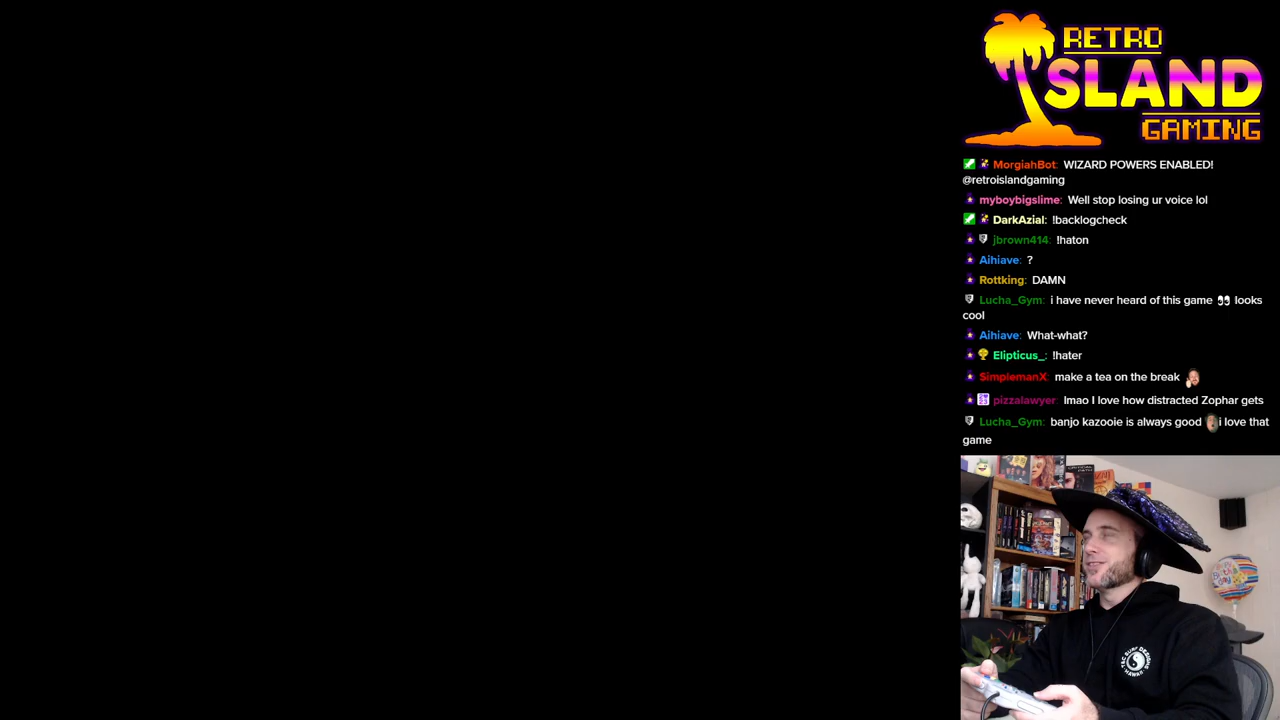 RETRO
ISLAND
GAMING
MorgiahBot: WIZARD POWERS ENABLED!
@retroislandgaming
myboybigslime: Well stop losing ur voice lol
DarkAzial: !backlogcheck
jbrown414: !haton
Aihiave: ?
Rottking: DAMN
Lucha_Gym: i have never heard of this game 👀 looks
cool
Aihiave: What-what?
Elipticus_: !hater
SimplemanX: make a tea on the break
pizzalawyer: lmao I love how distracted Zophar gets
Lucha_Gym: banjo kazooie is always good i love that
game
T&C SURF DESIGNS
HAWAII